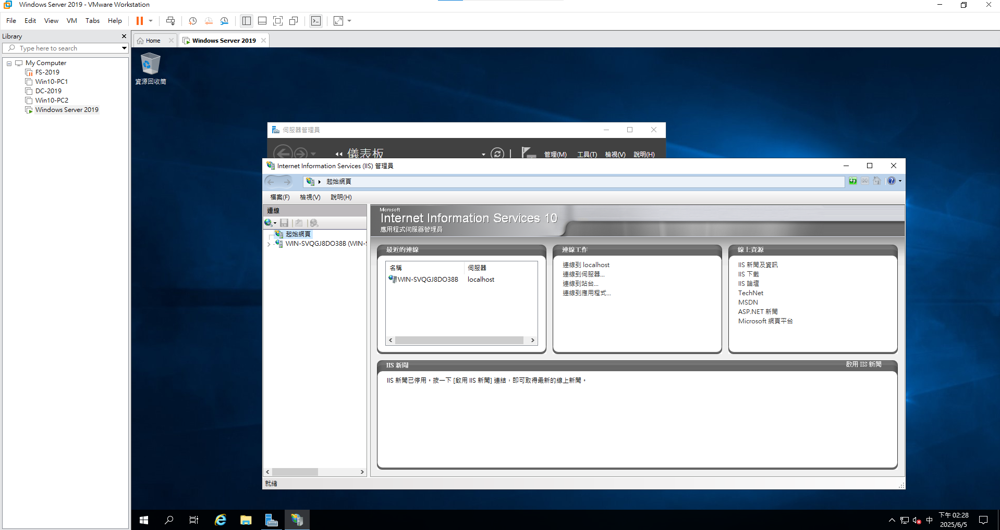 Windows Server 2019 - VMware Workstation
File Edit View VM Tabs Help
Library
Type here to search
My Computer
FS-2019
Win10-PC1
DC-2019
Win10-PC2
Windows Server 2019
Home
Windows Server 2019
資源回收筒
伺服器管理員
儀表板
管理(M) 工具(T) 檢視(V) 說明(H)
Internet Information Services (IIS) 管理員
起始網頁
檔案(F) 檢視(V) 說明(H)
連線
起始網頁
WIN-SVQGJ8DO38B (WIN-
Microsoft
Internet Information Services 10
應用程式伺服器管理員
最近的連線
名稱 伺服器
WIN-SVQGJ8DO38B localhost
連線工作
連線到 localhost
連線到伺服器...
連線到站台...
連線到應用程式...
線上資源
IIS 新聞及資訊
IIS 下載
IIS 論壇
TechNet
MSDN
ASP.NET 新聞
Microsoft 網頁平台
IIS 新聞
啟用 IIS 新聞
IIS 新聞已停用。按一下 [啟用 IIS 新聞] 連結，即可取得最新的線上新聞。
就緒
中
下午 02:28
2025/6/5